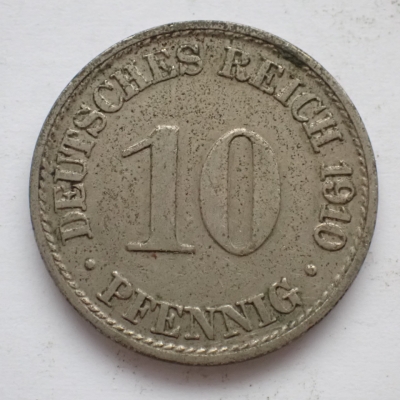 DEUTSCHES REICH 1910
10
• PFENNIG •